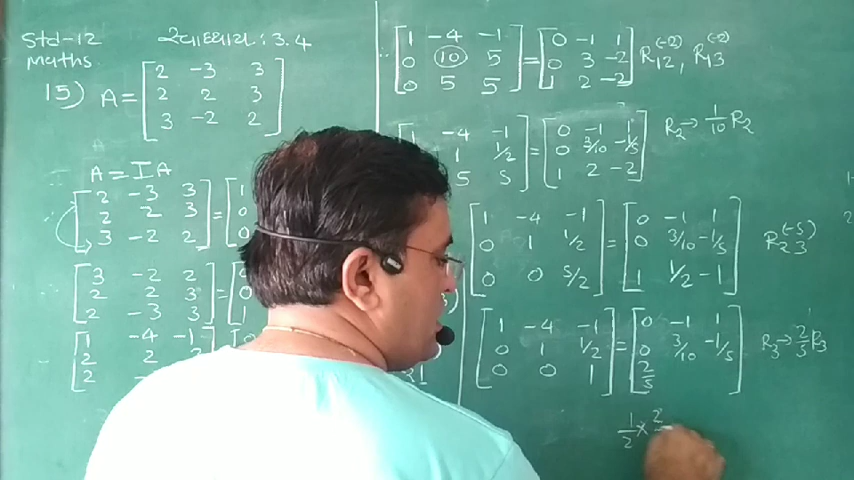 Std-12
સ્વાધ્યાય : 3.4
Maths.
15) A = [ 2 -3 3
2 2 3
3 -2 2 ]
A = IA
[ 2 -3 3
2 2 3
3 -2 2 ] = [ 1
0
0
[ 3 -2 2
2 2 3
2 -3 3 ] = [ 0
0
1
[ 1 -4 -1
2 2
2
[ 1 -4 -1
0 10 5
0 5 5 ] = [ 0 -1 1
0 3 -2
1 2 -2 ] R12(-2), R13(-2)
-4 -1
1 1/2
5 5 ] = [ 0 -1 1
0 3/10 -1/5
1 2 -2 ] R2 → 1/10 R2
[ 1 -4 -1
0 1 1/2
0 0 5/2 ] = [ 0 -1 1
0 3/10 -1/5
1 1/2 -1 ] R23(-5)
[ 1 -4 -1
0 1 1/2
0 0 1 ] = [ 0 -1 1
0 3/10 -1/5
2/5 ] R3 → 2/5 R3
1/2 × 2